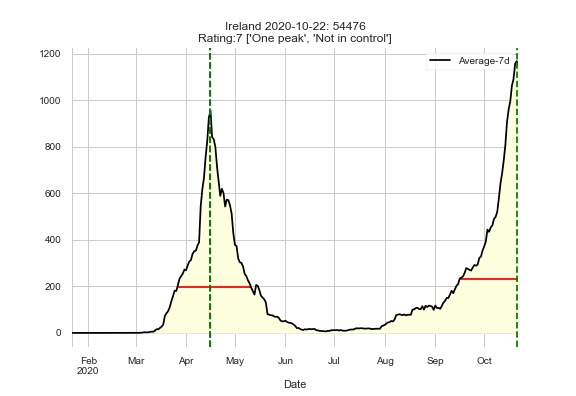 Ireland 2020-10-22: 54476
Rating:7 ['One peak', 'Not in control']
Average-7d
1200
1000
800
600
400
200
0
Feb Mar Apr May Jun Jul Aug Sep Oct
2020
Date